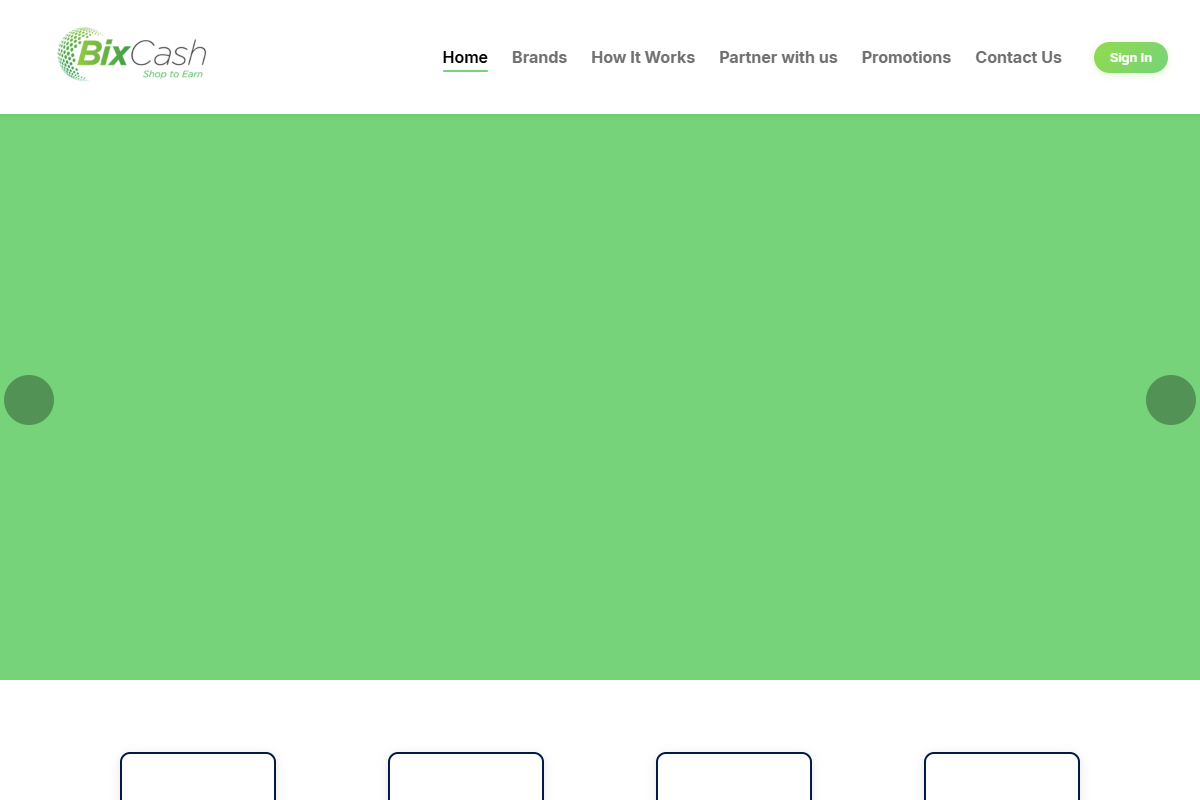 BixCash
Shop to Earn
Home Brands How It Works Partner with us Promotions Contact Us Sign In